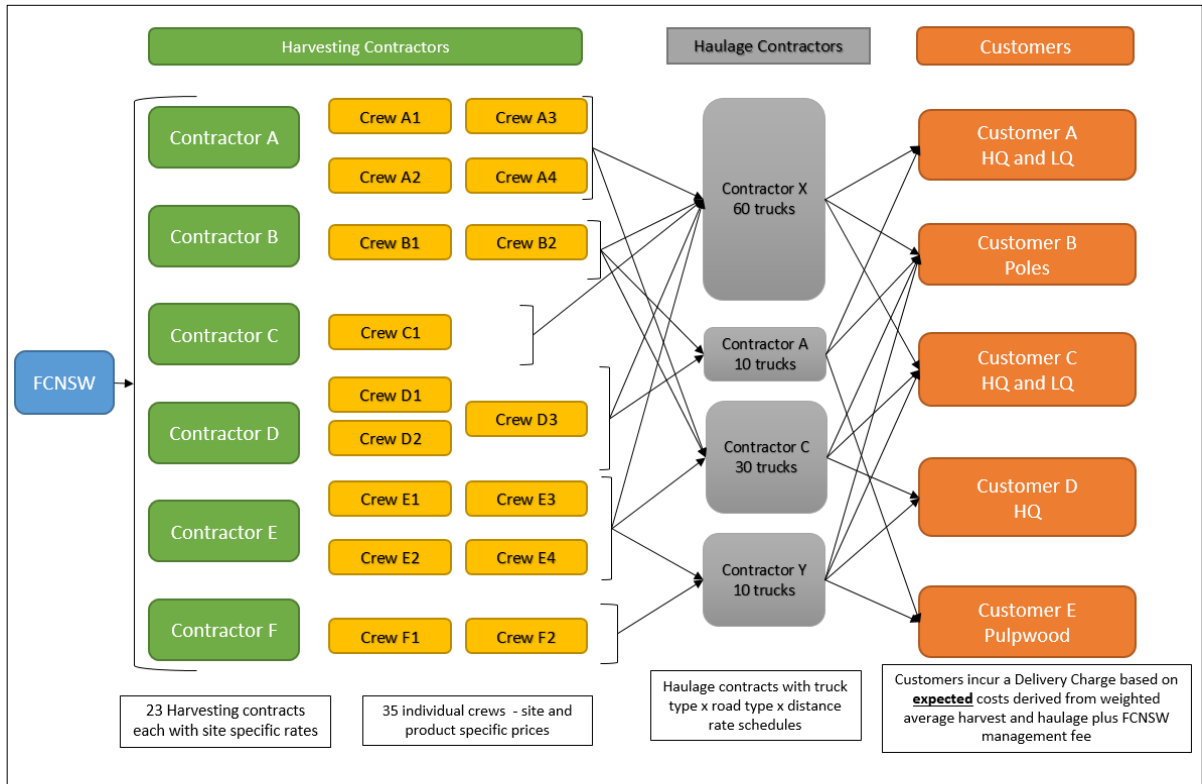 Harvesting Contractors
Haulage Contractors
Customers
FCNSW
Contractor A
Crew A1
Crew A3
Crew A2
Crew A4
Contractor B
Crew B1
Crew B2
Contractor C
Crew C1
Contractor D
Crew D1
Crew D2
Crew D3
Contractor E
Crew E1
Crew E3
Crew E2
Crew E4
Contractor F
Crew F1
Crew F2
Contractor X
60 trucks
Contractor A
10 trucks
Contractor C
30 trucks
Contractor Y
10 trucks
Customer A
HQ and LQ
Customer B
Poles
Customer C
HQ and LQ
Customer D
HQ
Customer E
Pulpwood
23 Harvesting contracts
each with site specific rates
35 individual crews - site and
product specific prices
Haulage contracts with truck
type x road type x distance
rate schedules
Customers incur a Delivery Charge based on
expected costs derived from weighted
average harvest and haulage plus FCNSW
management fee